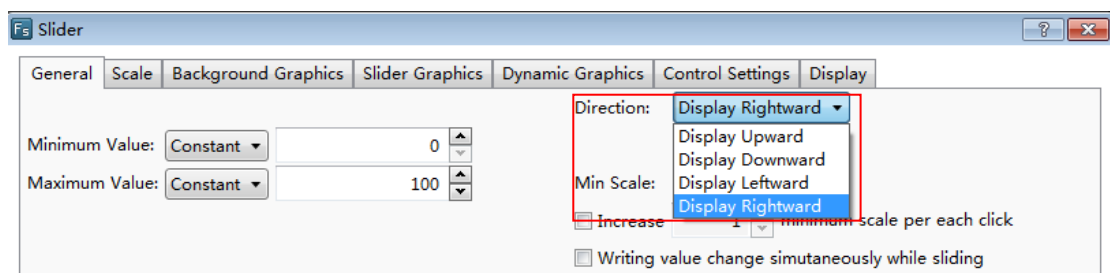 Fs Slider
General Scale Background Graphics Slider Graphics Dynamic Graphics Control Settings Display
Direction: Display Rightward
Display Upward
Minimum Value: Constant 0
Display Downward
Maximum Value: Constant 100 Min Scale: Display Leftward
Display Rightward
Increase 1 minimum scale per each click
Writing value change simutaneously while sliding